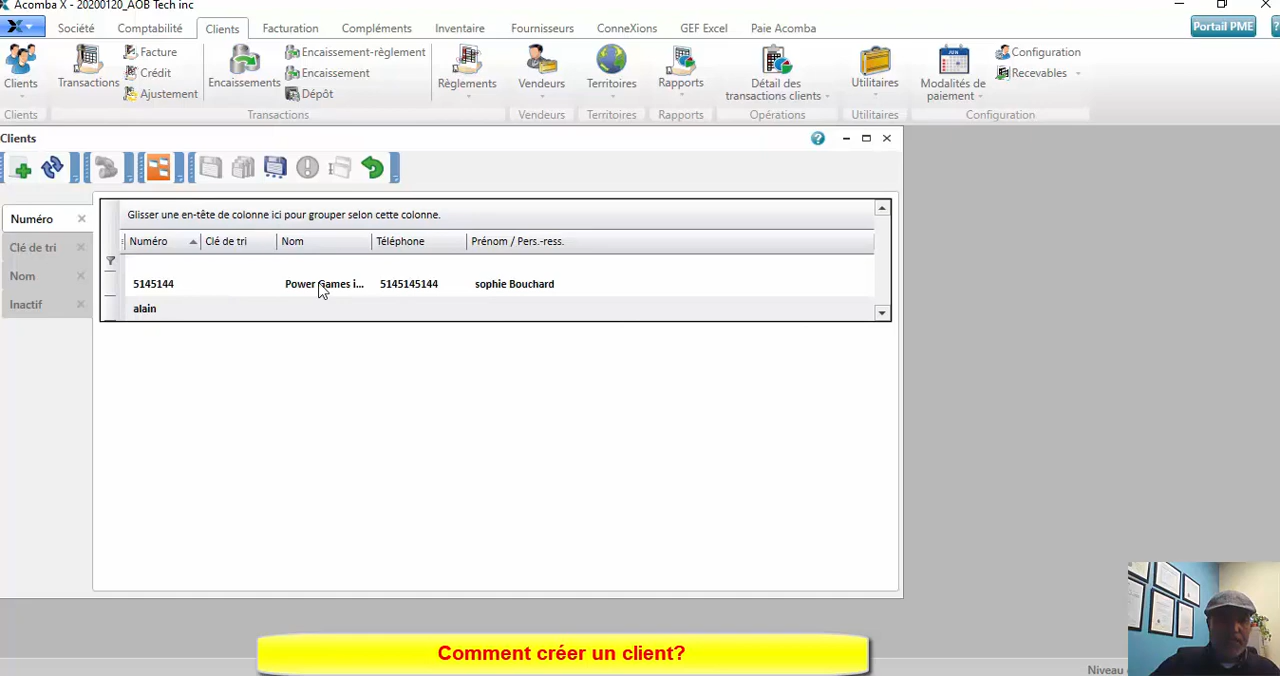 Acomba X - 20200120_AOB Tech inc
Société Comptabilité Clients Facturation Compléments Inventaire Fournisseurs ConneXions GEF Excel Paie Acomba Portail PME ?
Clients
Transactions
Facture
Crédit
Ajustement
Encaissements
Encaissement-règlement
Encaissement
Dépôt
Règlements
Vendeurs
Territoires
Rapports
Détail des
transactions clients
Utilitaires
Modalités de
paiement
Configuration
Recevables
Clients Transactions Vendeurs Territoires Rapports Opérations Utilitaires Configuration
Clients
Numéro
Clé de tri
Nom
Inactif
Glisser une en-tête de colonne ici pour grouper selon cette colonne.
Numéro Clé de tri Nom Téléphone Prénom / Pers.-ress.
5145144 Power Games i... 5145145144 sophie Bouchard
alain
Comment créer un client?
Niveau